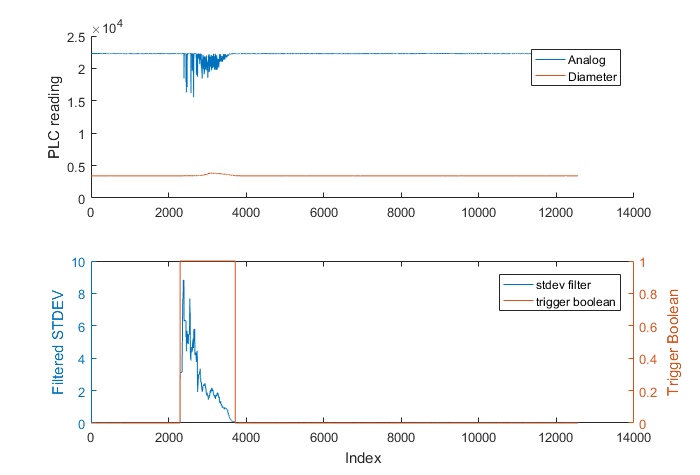 ×10^4
2.5
2
1.5
1
0.5
0
PLC reading
Analog
Diameter
0 2000 4000 6000 8000 10000 12000 14000
10
8
6
4
2
0
Filtered STDEV
stdev filter
trigger boolean
1
0.8
0.6
0.4
0.2
0
Trigger Boolean
0 2000 4000 6000 8000 10000 12000 14000
Index